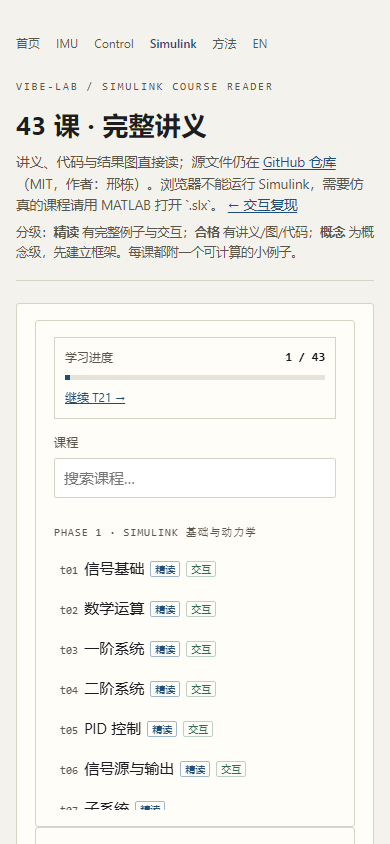 首页 IMU Control Simulink 方法 EN
VIBE-LAB / SIMULINK COURSE READER
43 课 · 完整讲义
讲义、代码与结果图直接读；源文件仍在 GitHub 仓库
（MIT，作者：邢栋）。浏览器不能运行 Simulink，需要仿
真的课程请用 MATLAB 打开 `.slx`。 ← 交互复现
分级：精读 有完整例子与交互；合格 有讲义/图/代码；概念 为概
念级，先建立框架。每课都附一个可计算的小例子。
学习进度 1 / 43
继续 T21 →
课程
搜索课程...
PHASE 1 · SIMULINK 基础与动力学
t01 信号基础 精读 交互
t02 数学运算 精读 交互
t03 一阶系统 精读 交互
t04 二阶系统 精读 交互
t05 PID 控制 精读 交互
t06 信号源与输出 精读 交互
t07 子系统 精读